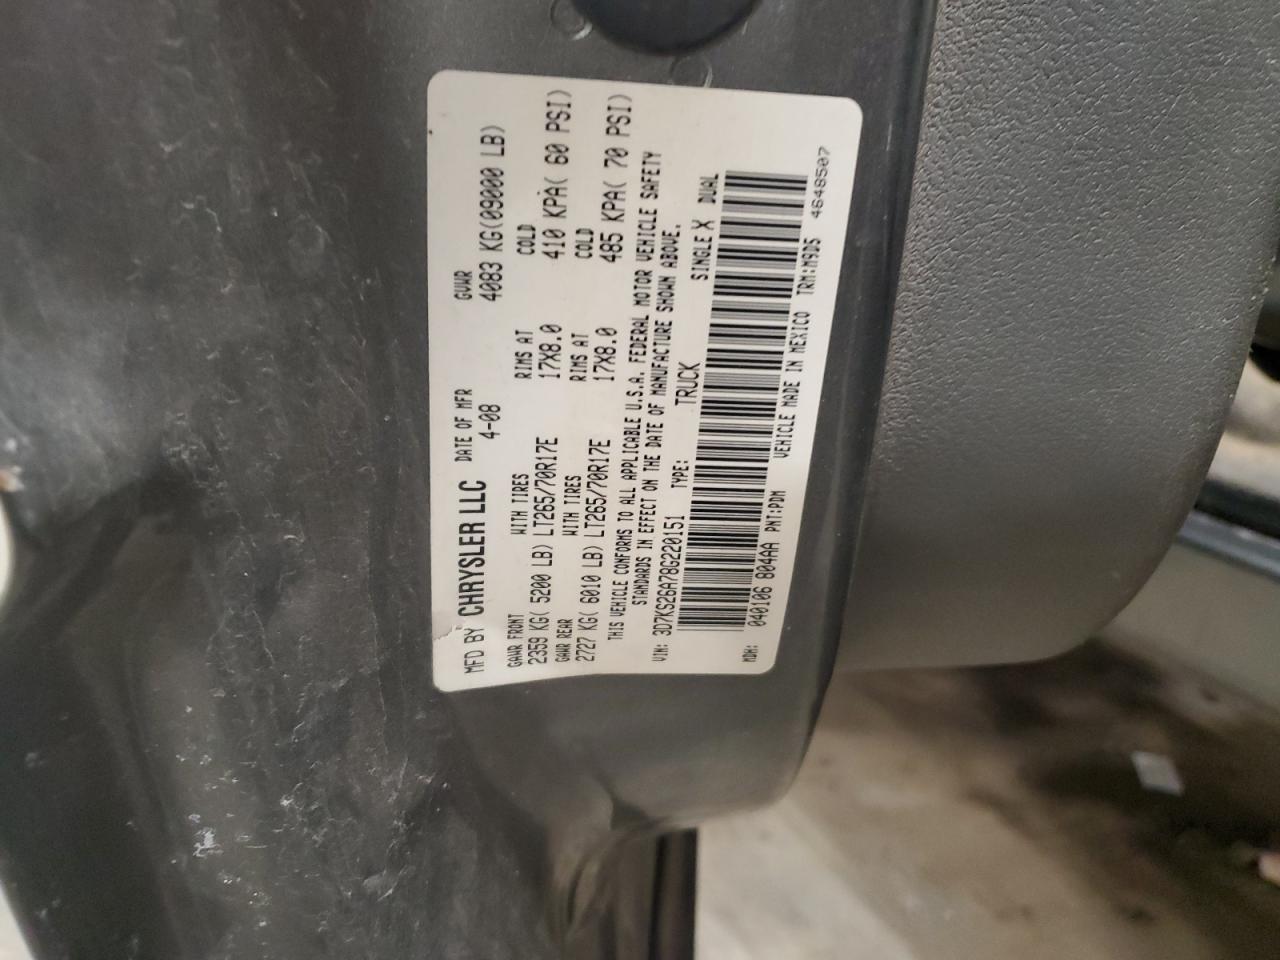 MFD BY CHRYSLER LLC DATE OF MFR 4-08 GVWR 4083 KG(09000 LB)
GAWR FRONT WITH TIRES RIMS AT COLD
2359 KG( 5200 LB) LT265/70R17E 17X8.0 410 KPA( 60 PSI)
GAWR REAR WITH TIRES RIMS AT COLD
2727 KG( 6010 LB) LT265/70R17E 17X8.0 485 KPA( 70 PSI)
THIS VEHICLE CONFORMS TO ALL APPLICABLE U.S.A. FEDERAL MOTOR VEHICLE SAFETY
STANDARDS IN EFFECT ON THE DATE OF MANUFACTURE SHOWN ABOVE.
VIN: 3D7KS26A78G220151 TYPE: TRUCK SINGLE X DUAL
MDH: 040106 804AA PNT:PDM VEHICLE MADE IN MEXICO TRM:M9D5 4648507